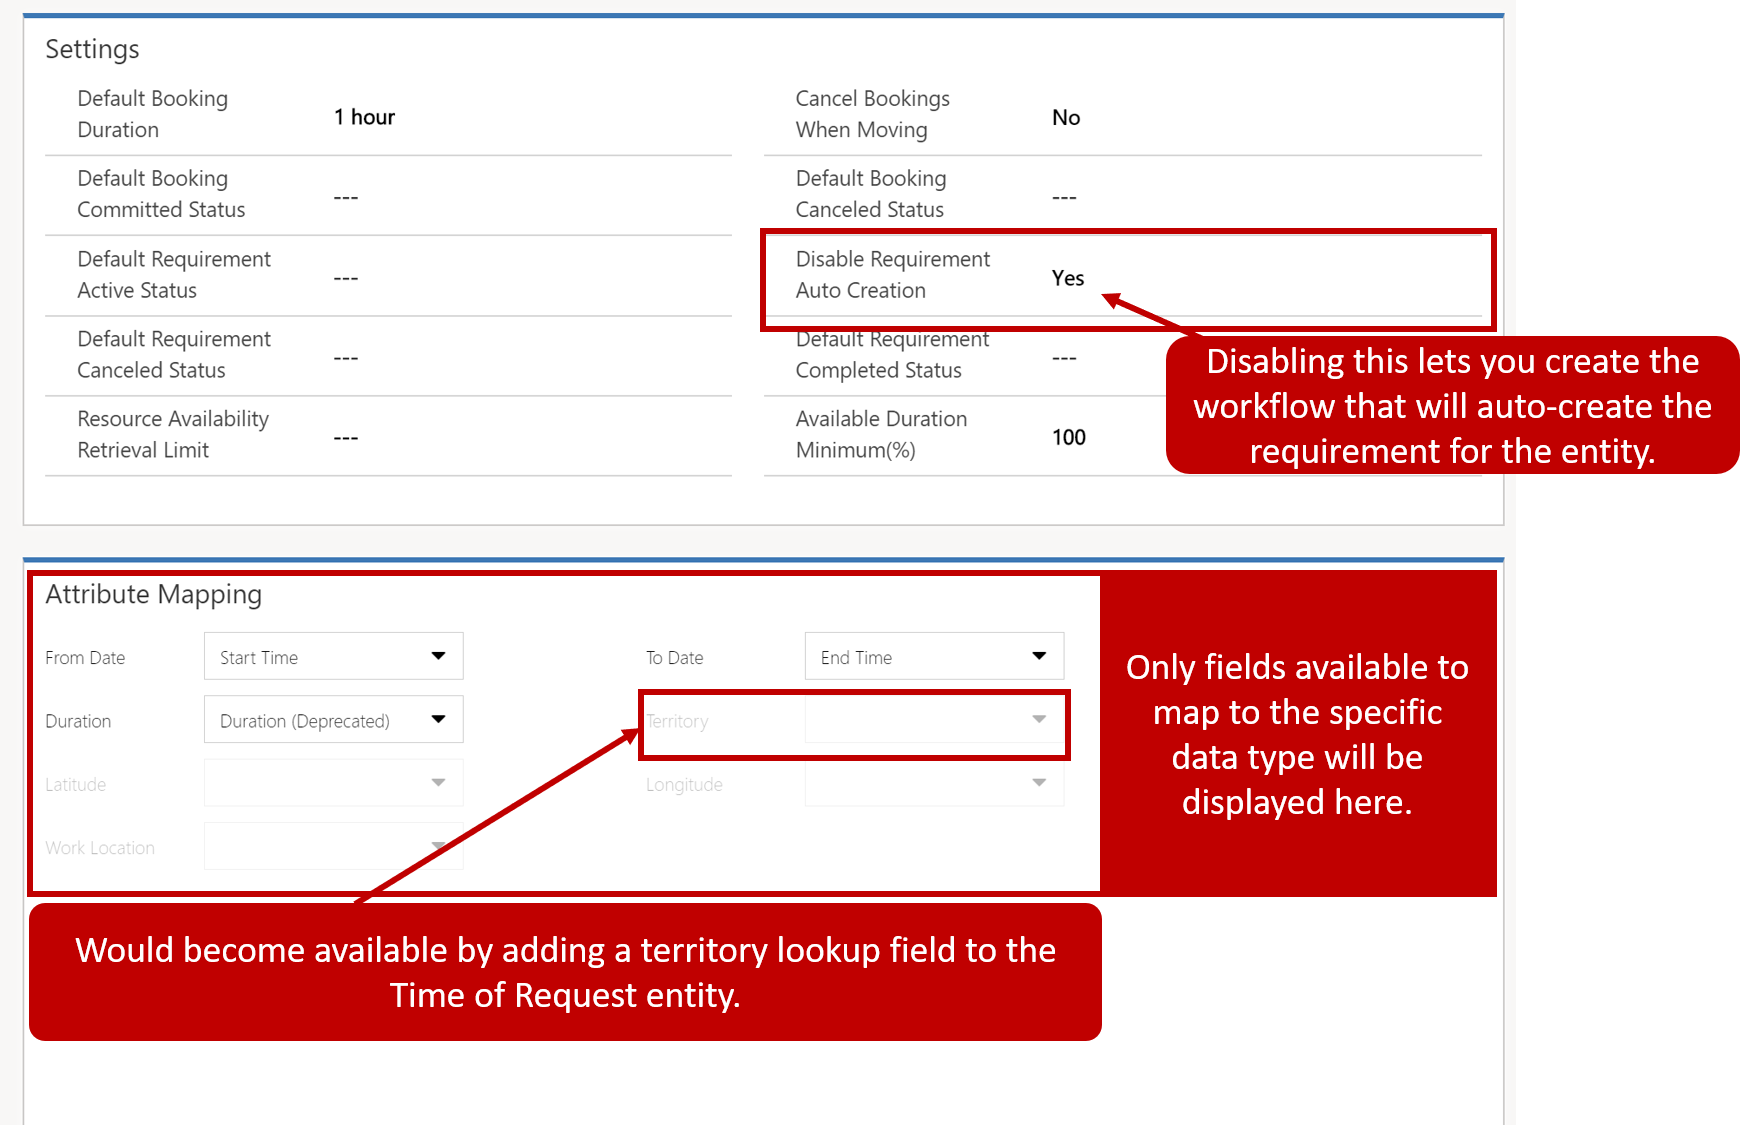 Settings
Default Booking
Duration
1 hour
Cancel Bookings
When Moving
No
Default Booking
Committed Status
---
Default Booking
Canceled Status
---
Default Requirement
Active Status
---
Disable Requirement
Auto Creation
Yes
Default Requirement
Canceled Status
---
Default Requirement
Completed Status
---
Resource Availability
Retrieval Limit
---
Available Duration
Minimum(%)
100
Disabling this lets you create the
workflow that will auto-create the
requirement for the entity.
Attribute Mapping
From Date
Start Time
To Date
End Time
Duration
Duration (Deprecated)
Territory
Latitude
Longitude
Work Location
Only fields available to
map to the specific
data type will be
displayed here.
Would become available by adding a territory lookup field to the
Time of Request entity.